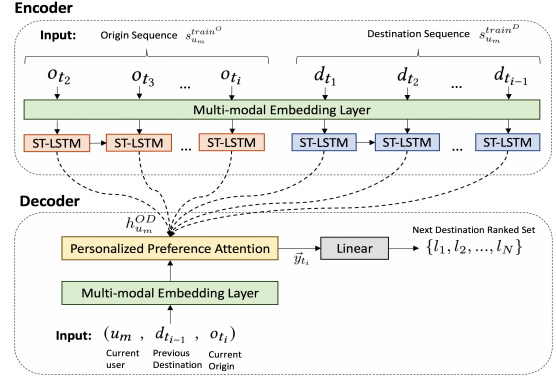 Encoder
Input: Origin Sequence s_{u_m}^{train^O} Destination Sequence s_{u_m}^{train^D}
o_{t_2} o_{t_3} ... o_{t_i} d_{t_1} d_{t_2} ... d_{t_{i-1}}
Multi-modal Embedding Layer
ST-LSTM ST-LSTM ... ST-LSTM ST-LSTM ST-LSTM ... ST-LSTM
Decoder
h_{u_m}^{OD}
Next Destination Ranked Set
Personalized Preference Attention \vec{y}_{t_i} Linear {l_1, l_2, ..., l_N}
Multi-modal Embedding Layer
Input: (u_m , d_{t_{i-1}} , o_{t_i})
Current user Previous Destination Current Origin